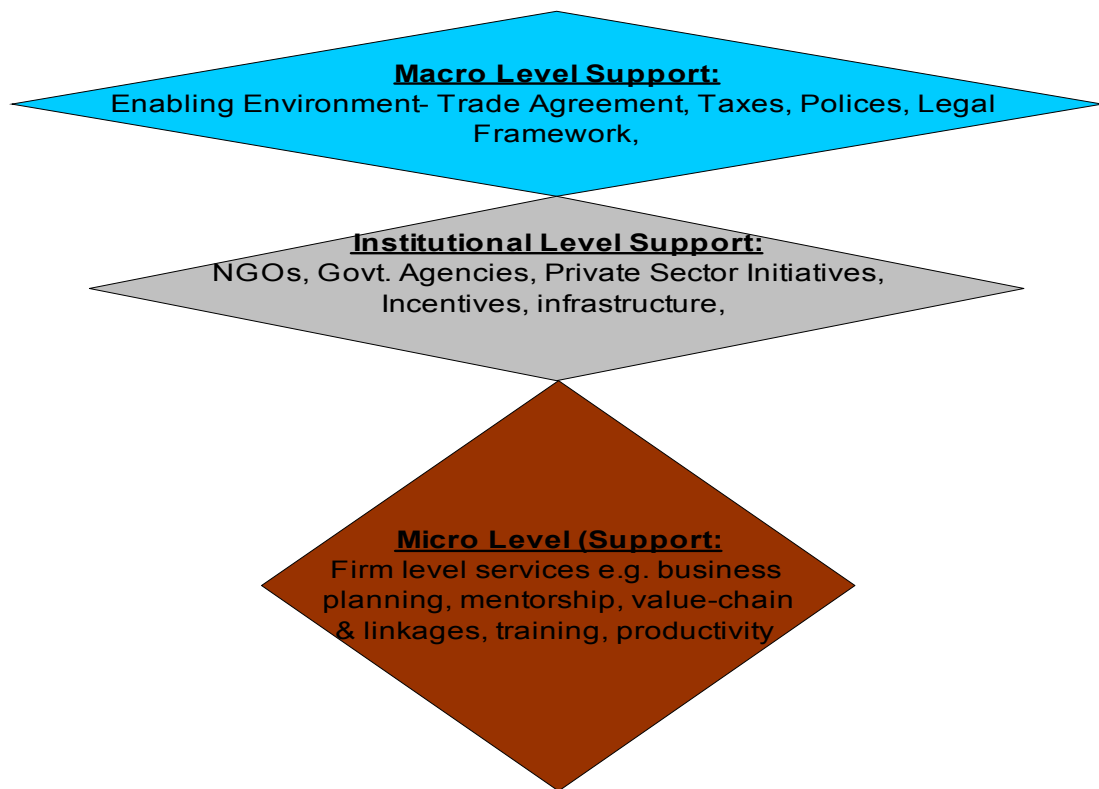 Macro Level Support:
Enabling Environment- Trade Agreement, Taxes, Polices, Legal
Framework,
Institutional Level Support:
NGOs, Govt. Agencies, Private Sector Initiatives,
Incentives, infrastructure,
Micro Level (Support:
Firm level services e.g. business
planning, mentorship, value-chain
& linkages, training, productivity